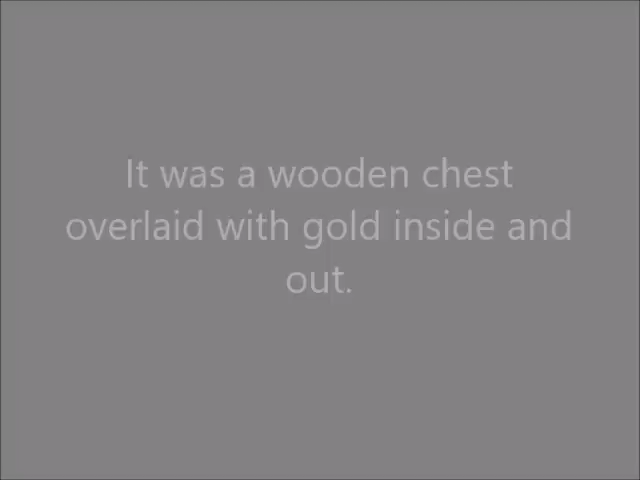 It was a wooden chest
overlaid with gold inside and
out.